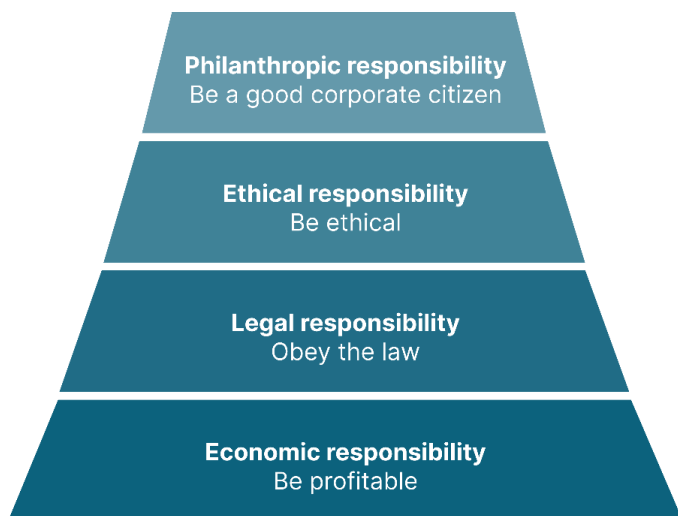 Philanthropic responsibility
Be a good corporate citizen
Ethical responsibility
Be ethical
Legal responsibility
Obey the law
Economic responsibility
Be profitable